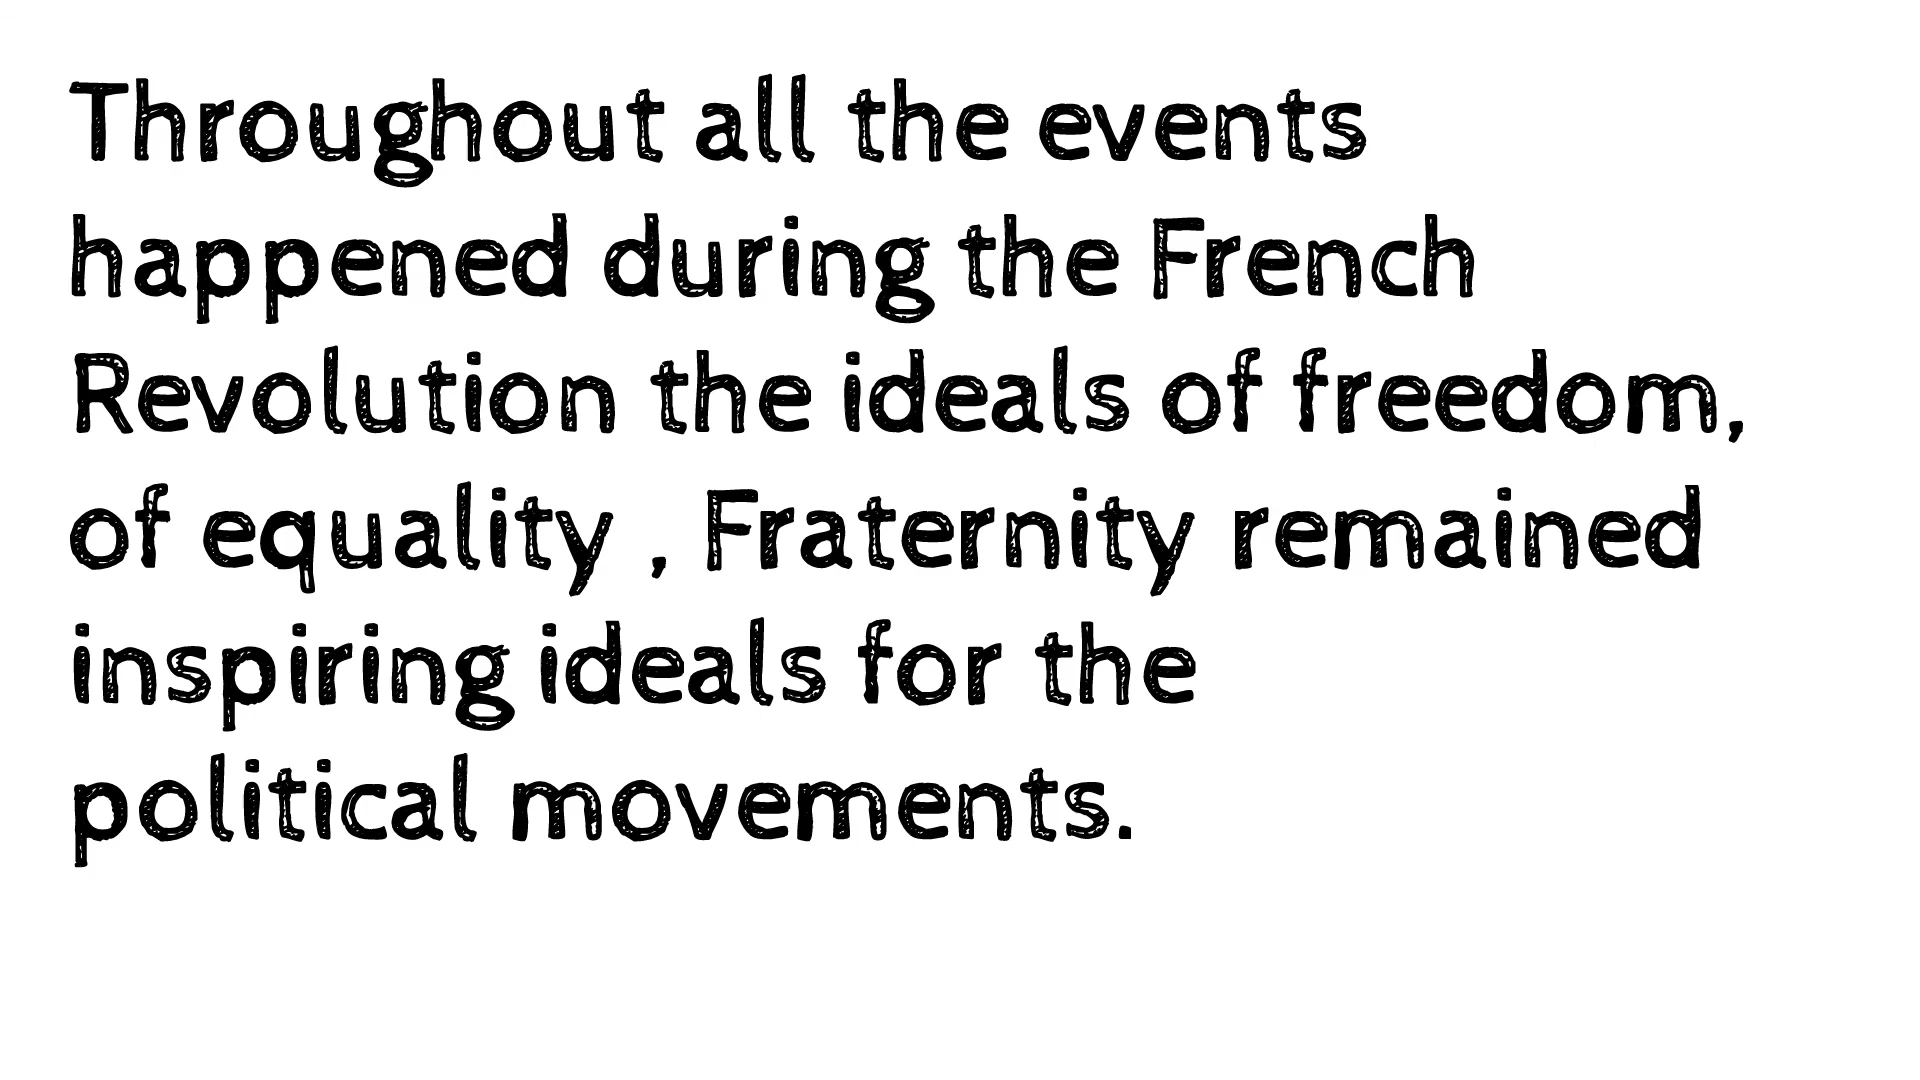 Throughout all the events
happened during the French
Revolution the ideals of freedom,
of equality , Fraternity remained
inspiring ideals for the
political movements.